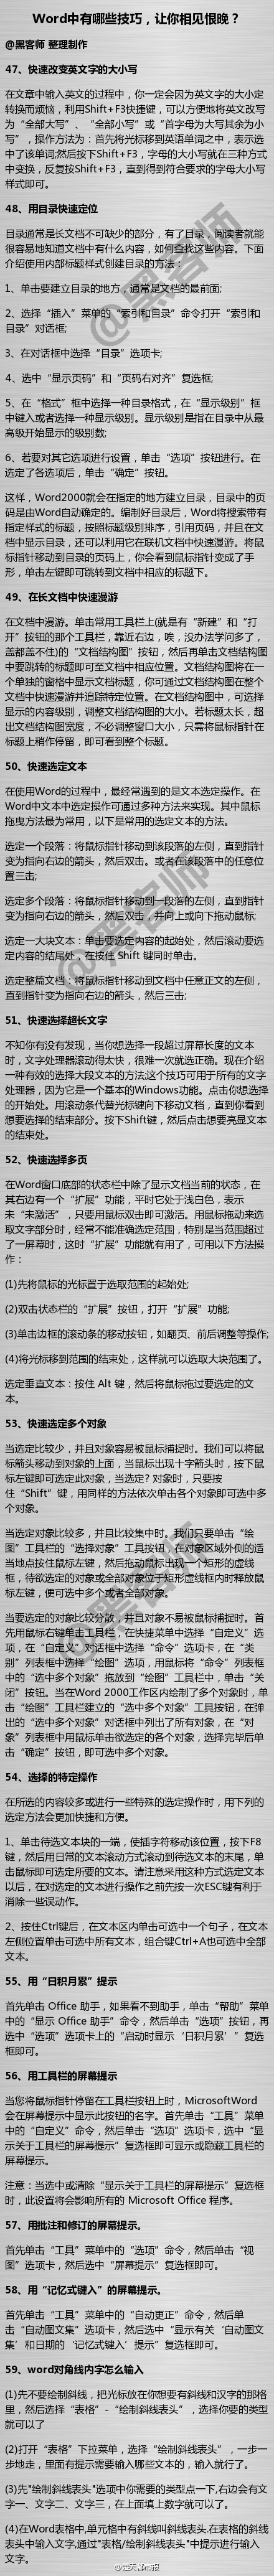 Word中有哪些技巧，让你相见恨晚？
@黑客师 整理制作
47、快速改变英文字的大小写
在文章中输入英文的过程中，你一定会因为英文字的大小定
转换而烦恼，利用Shift+F3快捷键，可以方便地将英文改写
为“全部大写”、“全部小写”或“首字母为大写其余为小
写”，操作方法为：首先将光标移到英语单词之中，表示选
中了该单词;然后按下Shift+F3，字母的大小写就在三种方式
中变换，反复按Shift+F3，直到得到符合要求的字母大小写
样式即可。
48、用目录快速定位
目录通常是长文档不可缺少的部分，有了目录，阅读者就能
很容易地知道文档中有什么内容，如何查找这些内容。下面
介绍使用内部标题样式创建目录的方法：
1、单击要建立目录的地方，通常是文档的最前面;
2、选择“插入”菜单的“索引和目录”命令打开“索引和
目录”对话框;
3、在对话框中选择“目录”选项卡;
4、选中“显示页码”和“页码右对齐”复选框;
5、在“格式”框中选择一种目录格式，在“显示级别”框
中键入或者选择一种显示级别。显示级别是指在目录中从最
高级开始显示的级别数;
6、若要对其它选项进行设置，单击“选项”按钮进行。在
选定了各选项后，单击“确定”按钮。
这样，Word2000就会在指定的地方建立目录，目录中的页
码是由Word自动确定的。编制好目录后，Word将搜索带有
指定样式的标题，按照标题级别排序，引用页码，并且在文
档中显示目录，还可以利用它在联机文档中快速漫游。将鼠
标指针移动到目录的页码上，你会看到鼠标指针变成了手
形，单击左键即可跳转到文档中相应的标题下。
49、在长文档中快速漫游
在文档中漫游。单击常用工具栏上(就是有“新建”和“打
开”按钮的那个工具栏，靠近右边，唉，没办法学问多了，
盖都盖不住)的“文档结构图”按钮，然后再单击文档结构图
中要跳转的标题即可至文档中相应位置。文档结构图将在一
个单独的窗格中显示文档标题，你可通过文档结构图在整个
文档中快速漫游并追踪特定位置。在文档结构图中，可选择
显示的内容级别，调整文档结构图的大小。若标题太长，超
出文档结构图宽度，不必调整窗口大小，只需将鼠标指针在
标题上稍作停留，即可看到整个标题。
50、快速选定文本
在使用Word的过程中，最经常遇到的是文本选定操作。在
Word中文本中选定操作可通过多种方法来实现。其中鼠标
拖曳方法最为常用，以下是常用的选定文本的方法。
选定一个段落：将鼠标指针移动到该段落的左侧，直到指针
变为指向右边的箭头，然后双击。或者在该段落中的任意位
置三击;
选定多个段落：将鼠标指针移动到一段落的左侧，直到指针
变为指向右边的箭头，然后双击，并向上或向下拖动鼠标;
选定一大块文本：单击要选定内容的起始处，然后滚动要选
定内容的结尾处，在按住 Shift 键同时单击。
选定整篇文档：将鼠标指针移动到文档中任意正文的左侧，
直到指针变为指向右边的箭头，然后三击;
51、快速选择超长文字
不知你有没有发现，当你想选择一段超过屏幕长度的文本
时，文字处理器滚动得太快，很难一次就选正确。现在介绍
一种有效的选择大段文本的方法;这个技巧可用于所有的文字
处理器，因为它是一个基本的Windows功能。点击你想选择
的开始处。用滚动条代替光标键向下移动文档，直到你看到
想要选择的结束部分。按下Shift键，然后点击想要亮显文本
的结束处。
52、快速选择多页
在Word窗口底部的状态栏中除了显示文档当前的状态，在
其右边有一个“扩展”功能，平时它处于浅白色，表示
未“未激活”，只要用鼠标双击即可激活。用鼠标拖动来选
取文字部分时，经常不能准确选定范围，特别是当范围超过
了一屏幕时，这时“扩展”功能就有用了，可用以下方法操
作：
(1)先将鼠标的光标置于选取范围的起始处;
(2)双击状态栏的“扩展”按钮，打开“扩展”功能;
(3)单击边框的滚动条的移动按钮，如翻页、前后调整等操作;
(4)将光标移到范围的结束处，这样就可以选取大块范围了。
选定垂直文本：按住 Alt 键，然后将鼠标拖过要选定的文
本。
53、快速选定多个对象
当选定比较少，并且对象容易被鼠标捕捉时。我们可以将鼠
标箭头移动到对象的上面，当鼠标出现十字箭头时，按下鼠
标左键即可选定此对象，当选定? 对象时，只要按
住“Shift”键，用同样的方法依次单击各个对象即可选中多
个对象。
当选定对象比较多，并且比较集中时。我们只要单击“绘
图”工具栏的“选择对象”工具按钮，在对象区域外侧的适
当地点按住鼠标左键，然后拖动鼠标出现一个矩形的虚线
框，待欲选定的对象或全部对象位于矩形虚线框内时释放鼠
标左键，便可选中多个或者全部对象。
当要选定的对象比较分散，并且对象不易被鼠标捕捉时。首
先用鼠标右键单击工具栏，在快捷菜单中选择“自定义”选
项，在“自定义”对话框中选择“命令”选项卡，在“类
别”列表框中选择“绘图”选项，用鼠标将“命令”列表框
中的“选中多个对象”拖放到“绘图”工具栏中，单击“关
闭”按钮。当在Word 2000工作区内绘制了多个对象时，单
击“绘图”工具栏建立的“选中多个对象”工具按钮，在弹
出的“选中多个对象”对话框中列出了所有对象，在“对
象”列表框中用鼠标单击欲选定的各个对象，选择完毕后单
击“确定”按钮，即可选中多个对象。
54、选择的特定操作
在所选的内容较多或进行一些特殊的选定操作时，用下列的
选定方法会更加快捷和方便。
1、单击待选文本块的一端，使插字符移动该位置，按下F8
键，然后用日常的文本滚动方式滚动到待选文本的末尾，单
击鼠标即可选定所要的文本。请注意采用这种方式选定文本
以后，在对选定的文本进行操作之前先按一次ESC键有利于
消除一些误动作。
2、按住Ctrl键后，在文本区内单击可选中一个句子，在文本
左侧位置单击可选中所有文本，组合键Ctrl+A也可选中全部
文本。
55、用“日积月累”提示
首先单击 Office 助手，如果看不到助手，单击“帮助”菜单
中的“显示 Office 助手”命令，然后单击“选项”按钮，再
选中“选项”选项卡上的“启动时显示‘日积月累’”复选
框即可。
56、用工具栏的屏幕提示
当您将鼠标指针停留在工具栏按钮上时，MicrosoftWord
会在屏幕提示中显示此按钮的名字。首先单击“工具”菜单
中的“自定义”命令，然后单击“选项”选项卡，选中“显
示关于工具栏的屏幕提示”复选框即可显示或隐藏工具栏的
屏幕提示。
注意：当选中或清除“显示关于工具栏的屏幕提示”复选框
时，此设置将会影响所有的 Microsoft Office 程序。
57、用批注和修订的屏幕提示。
首先单击“工具”菜单中的“选项”命令，然后单击“视
图”选项卡，然后选中“屏幕提示”复选框即可。
58、用“记忆式键入”的屏幕提示。
首先单击“工具”菜单中的“自动更正”命令，然后单
击“自动图文集”选项卡，然后选中“显示有关‘自动图文
集’和日期的‘记忆式键入’提示”复选框即可。
59、word对角线内字怎么输入
(1)先不要绘制斜线，把光标放在你想要有斜线和汉字的那格
里，然后选择“表格”-“绘制斜线表头”，选择你要的类型
就可以了
(2)打开“表格”下拉菜单，选择“绘制斜线表头”，一步一
步地走，里面有提示需要输入哪些文本的，输入就行了。
(3)先"绘制斜线表头"选项中你需要的类型点一下,右边会有文
字一、文字二、文字三，在上面填上数字就可以了。
(4)在Word表格中,单元格中有斜线叫斜线表头.在表格的斜线
表头中输入文字,通过"表格/绘制斜线表头"中提示进行输入
文字。
@黑客师
@黑客师
@黑客师